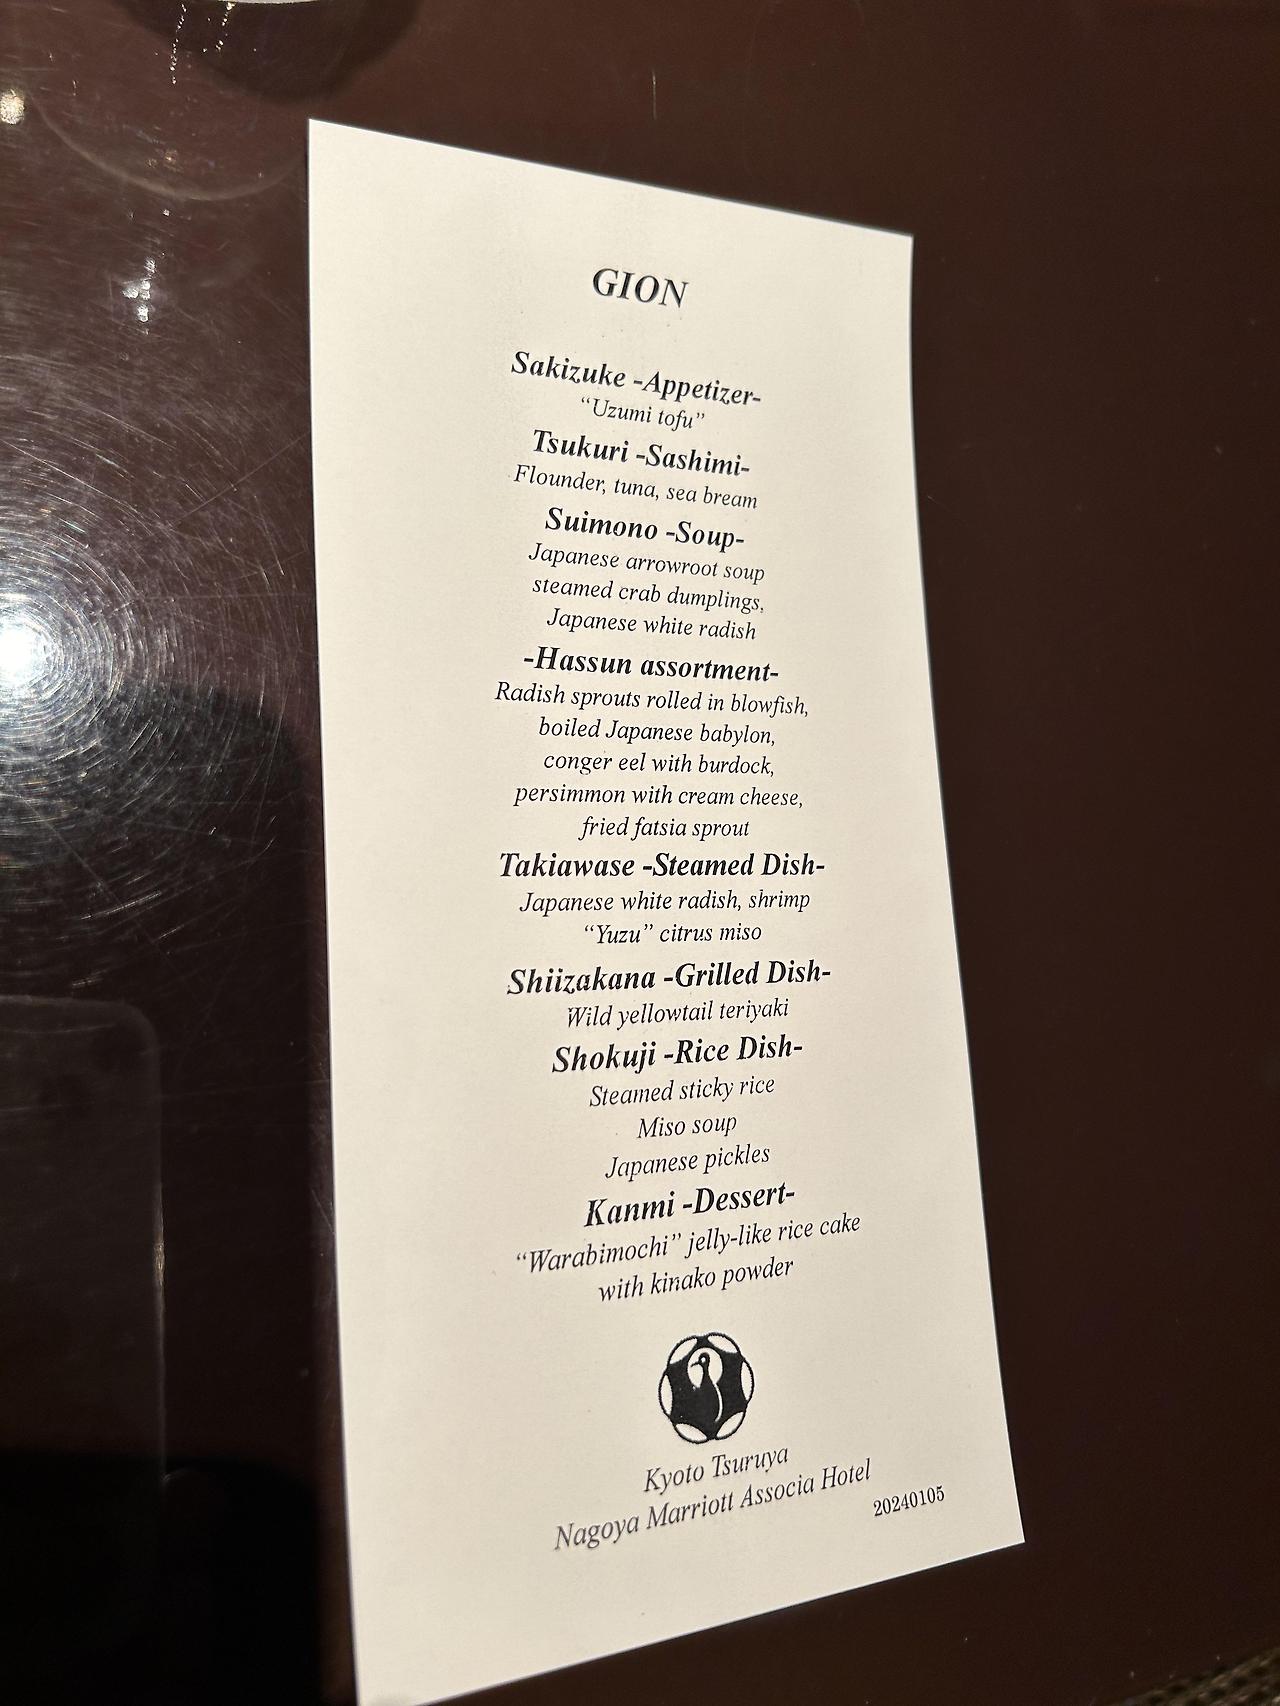 GION
Sakizuke -Appetizer-
“Uzumi tofu”
Tsukuri -Sashimi-
Flounder, tuna, sea bream
Suimono -Soup-
Japanese arrowroot soup
steamed crab dumplings,
Japanese white radish
-Hassun assortment-
Radish sprouts rolled in blowfish,
boiled Japanese babylon,
conger eel with burdock,
persimmon with cream cheese,
fried fatsia sprout
Takiawase -Steamed Dish-
Japanese white radish, shrimp
“Yuzu” citrus miso
Shiizakana -Grilled Dish-
Wild yellowtail teriyaki
Shokuji -Rice Dish-
Steamed sticky rice
Miso soup
Japanese pickles
Kanmi -Dessert-
“Warabimochi” jelly-like rice cake
with kinako powder
Kyoto Tsuruya
Nagoya Marriott Associa Hotel
20240105